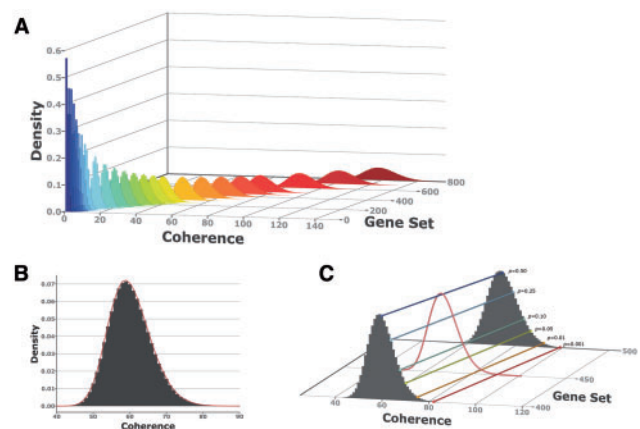 A
0.6
0.5
0.4
0.3
0.2
0.1
0.0
Density
0 20 40 60 80 100 120 140
Coherence
0 200 400 600 800
Gene Set
B
0.07
0.06
0.05
0.04
0.03
0.02
0.01
0.00
Density
40 50 60 70 80 90
Coherence
C
p=0.50
p=0.25
p=0.10
p=0.05
p=0.01
p=0.001
40 60 80 100 120
Coherence
400 450 500
Gene Set